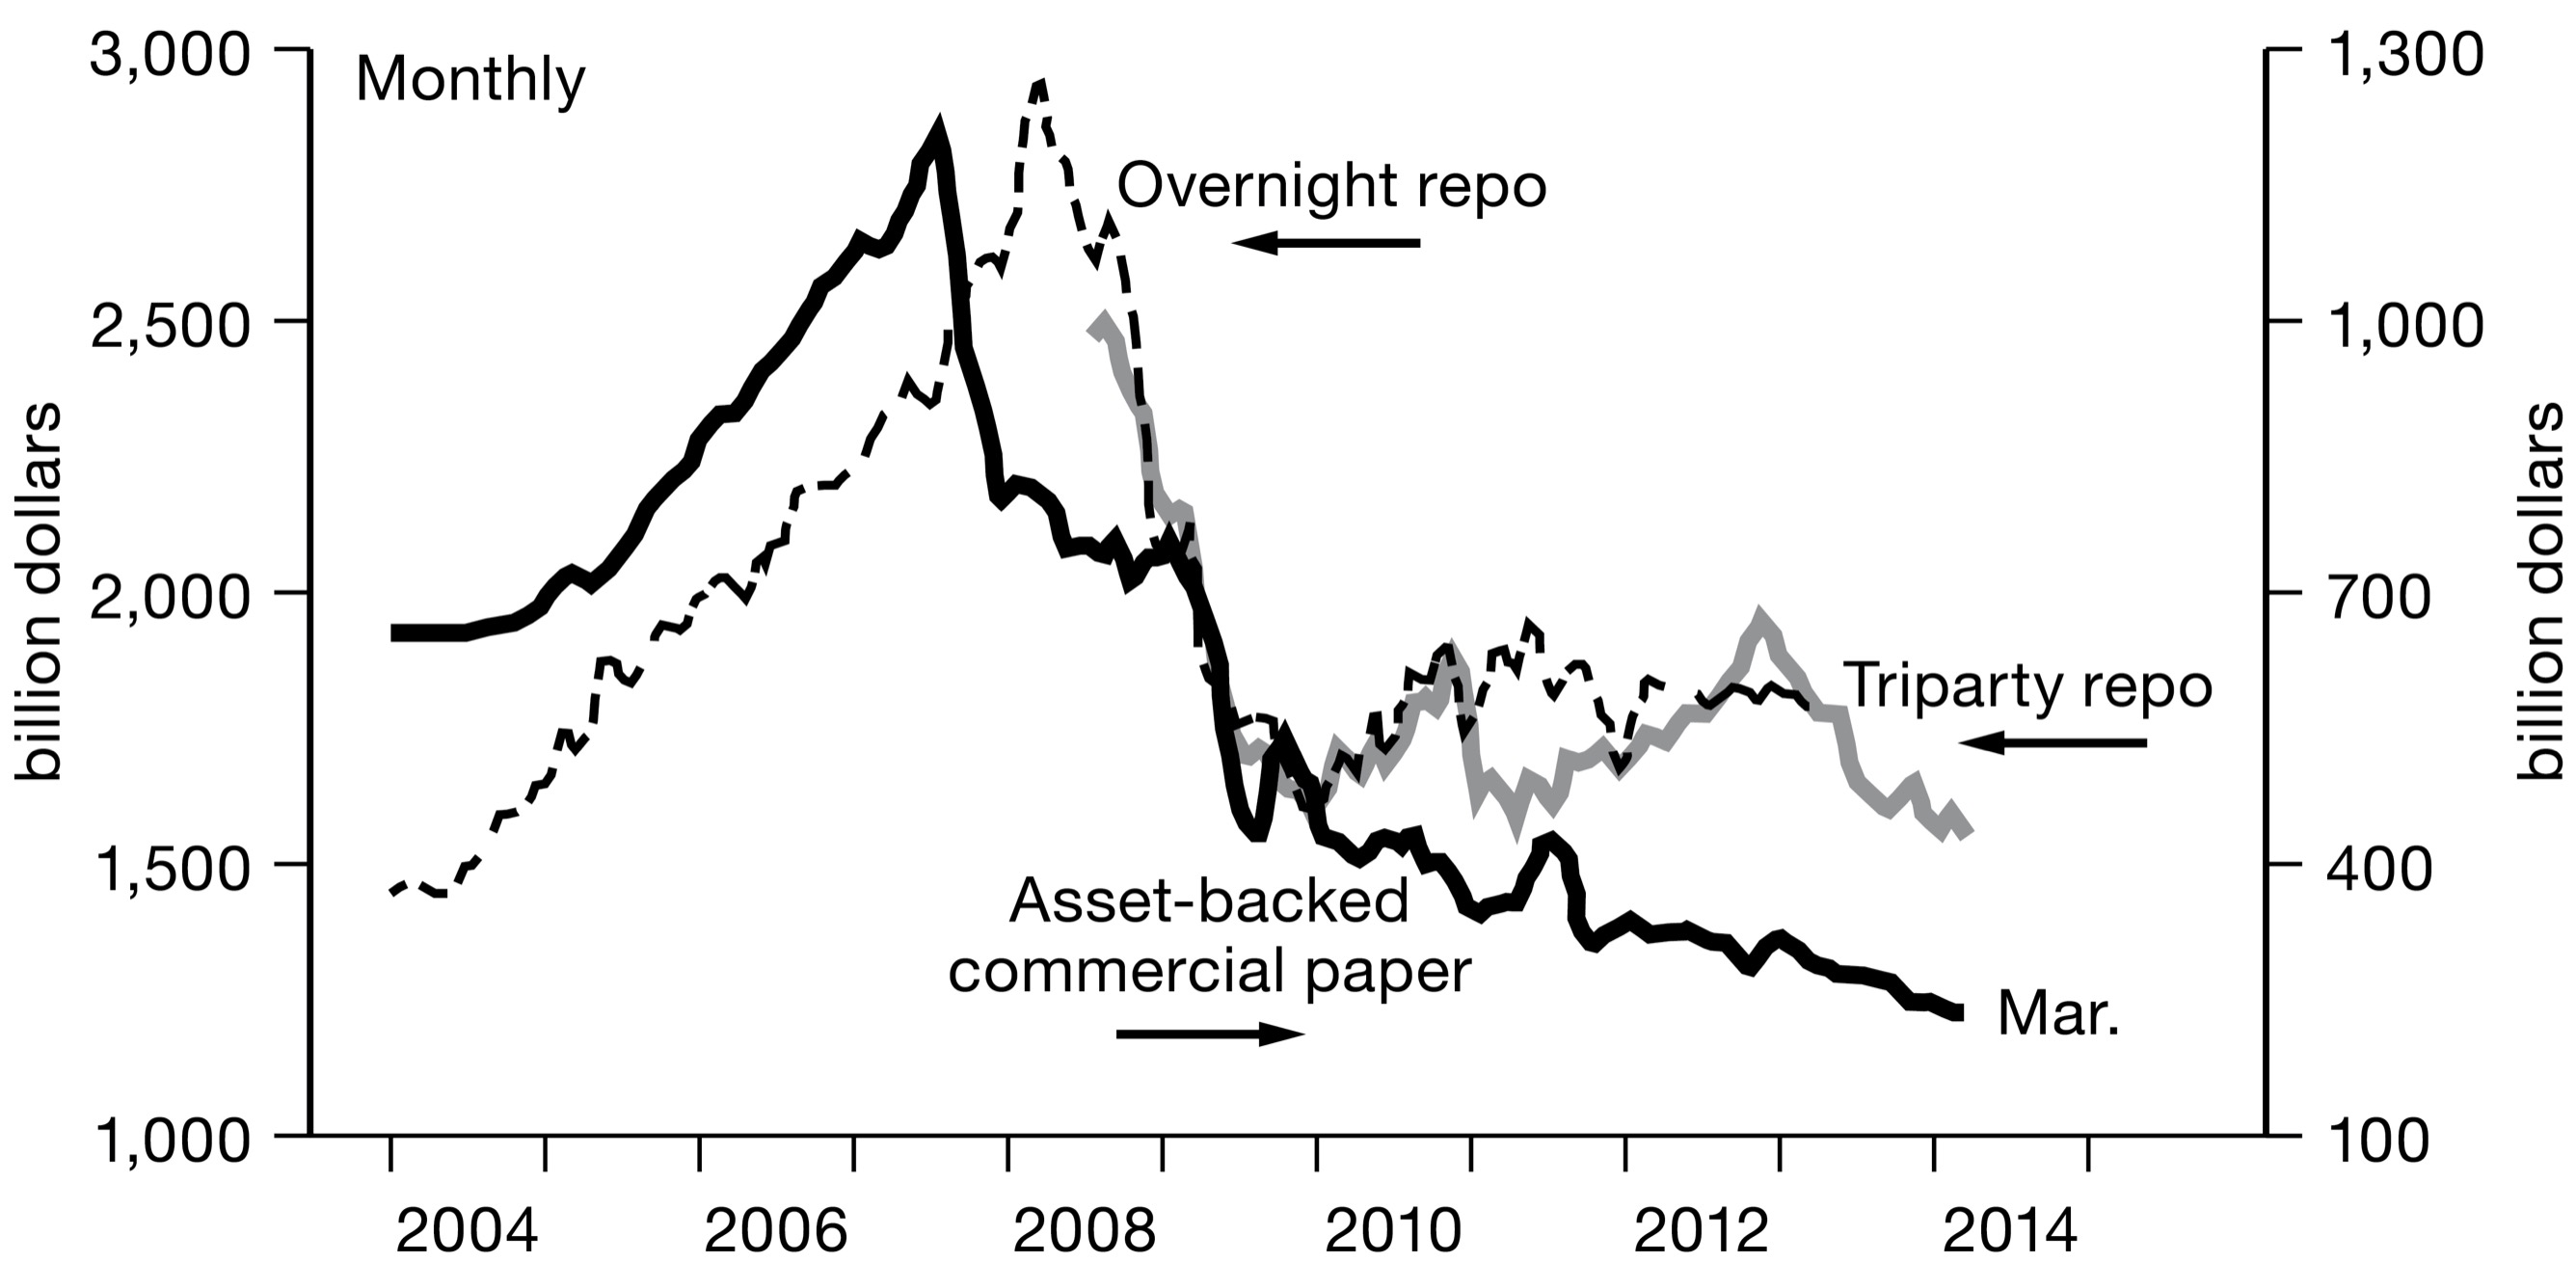 Monthly
3,000
2,500
2,000
1,500
1,000
billion dollars
1,300
1,000
700
400
100
billion dollars
Overnight repo
Triparty repo
Asset-backed
commercial paper
Mar.
2004 2006 2008 2010 2012 2014